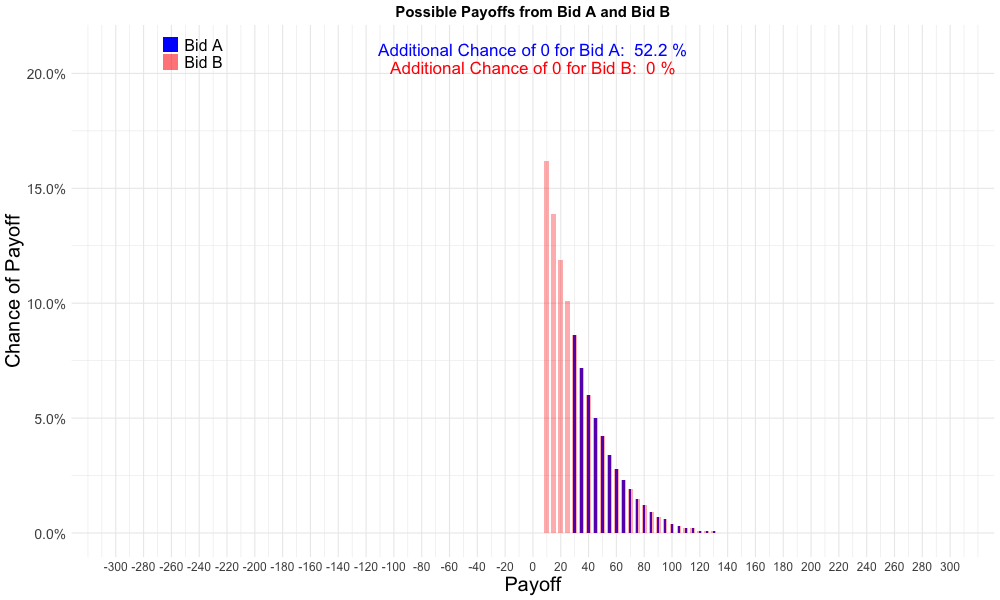 Possible Payoffs from Bid A and Bid B
Bid A
Bid B
Additional Chance of 0 for Bid A:  52.2 %
Additional Chance of 0 for Bid B:  0 %
Chance of Payoff
20.0%
15.0%
10.0%
5.0%
0.0%
-300 -280 -260 -240 -220 -200 -180 -160 -140 -120 -100 -80 -60 -40 -20 0 20 40 60 80 100 120 140 160 180 200 220 240 260 280 300
Payoff